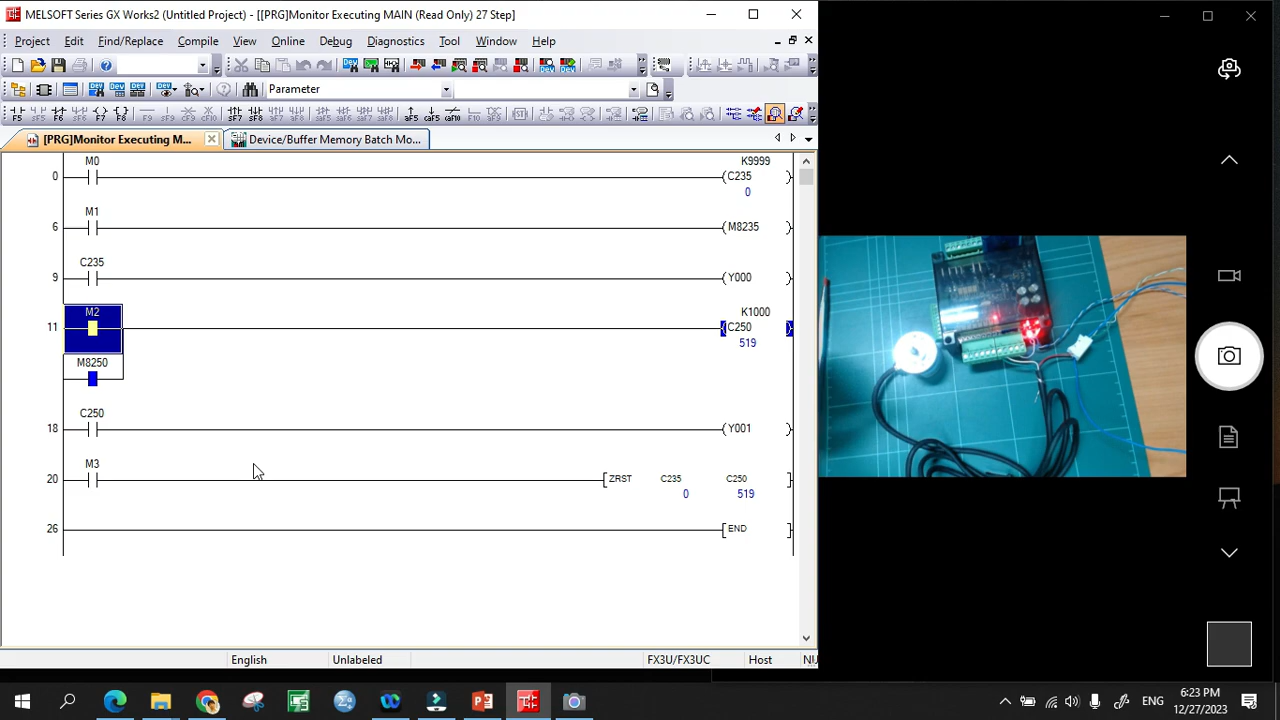 MELSOFT Series GX Works2 (Untitled Project) - [[PRG]Monitor Executing MAIN (Read Only) 27 Step]
Project Edit Find/Replace Compile View Online Debug Diagnostics Tool Window Help
Parameter
[PRG]Monitor Executing M... Device/Buffer Memory Batch Mo...
M0 K9999
0 C235
0
M1
6 M8235
C235
9 Y000
M2 K1000
11 C250
519
M8250
C250
18 Y001
M3
20 ZRST C235 C250
0 519
26 END
English Unlabeled FX3U/FX3UC Host
ENG 6:23 PM
12/27/2023